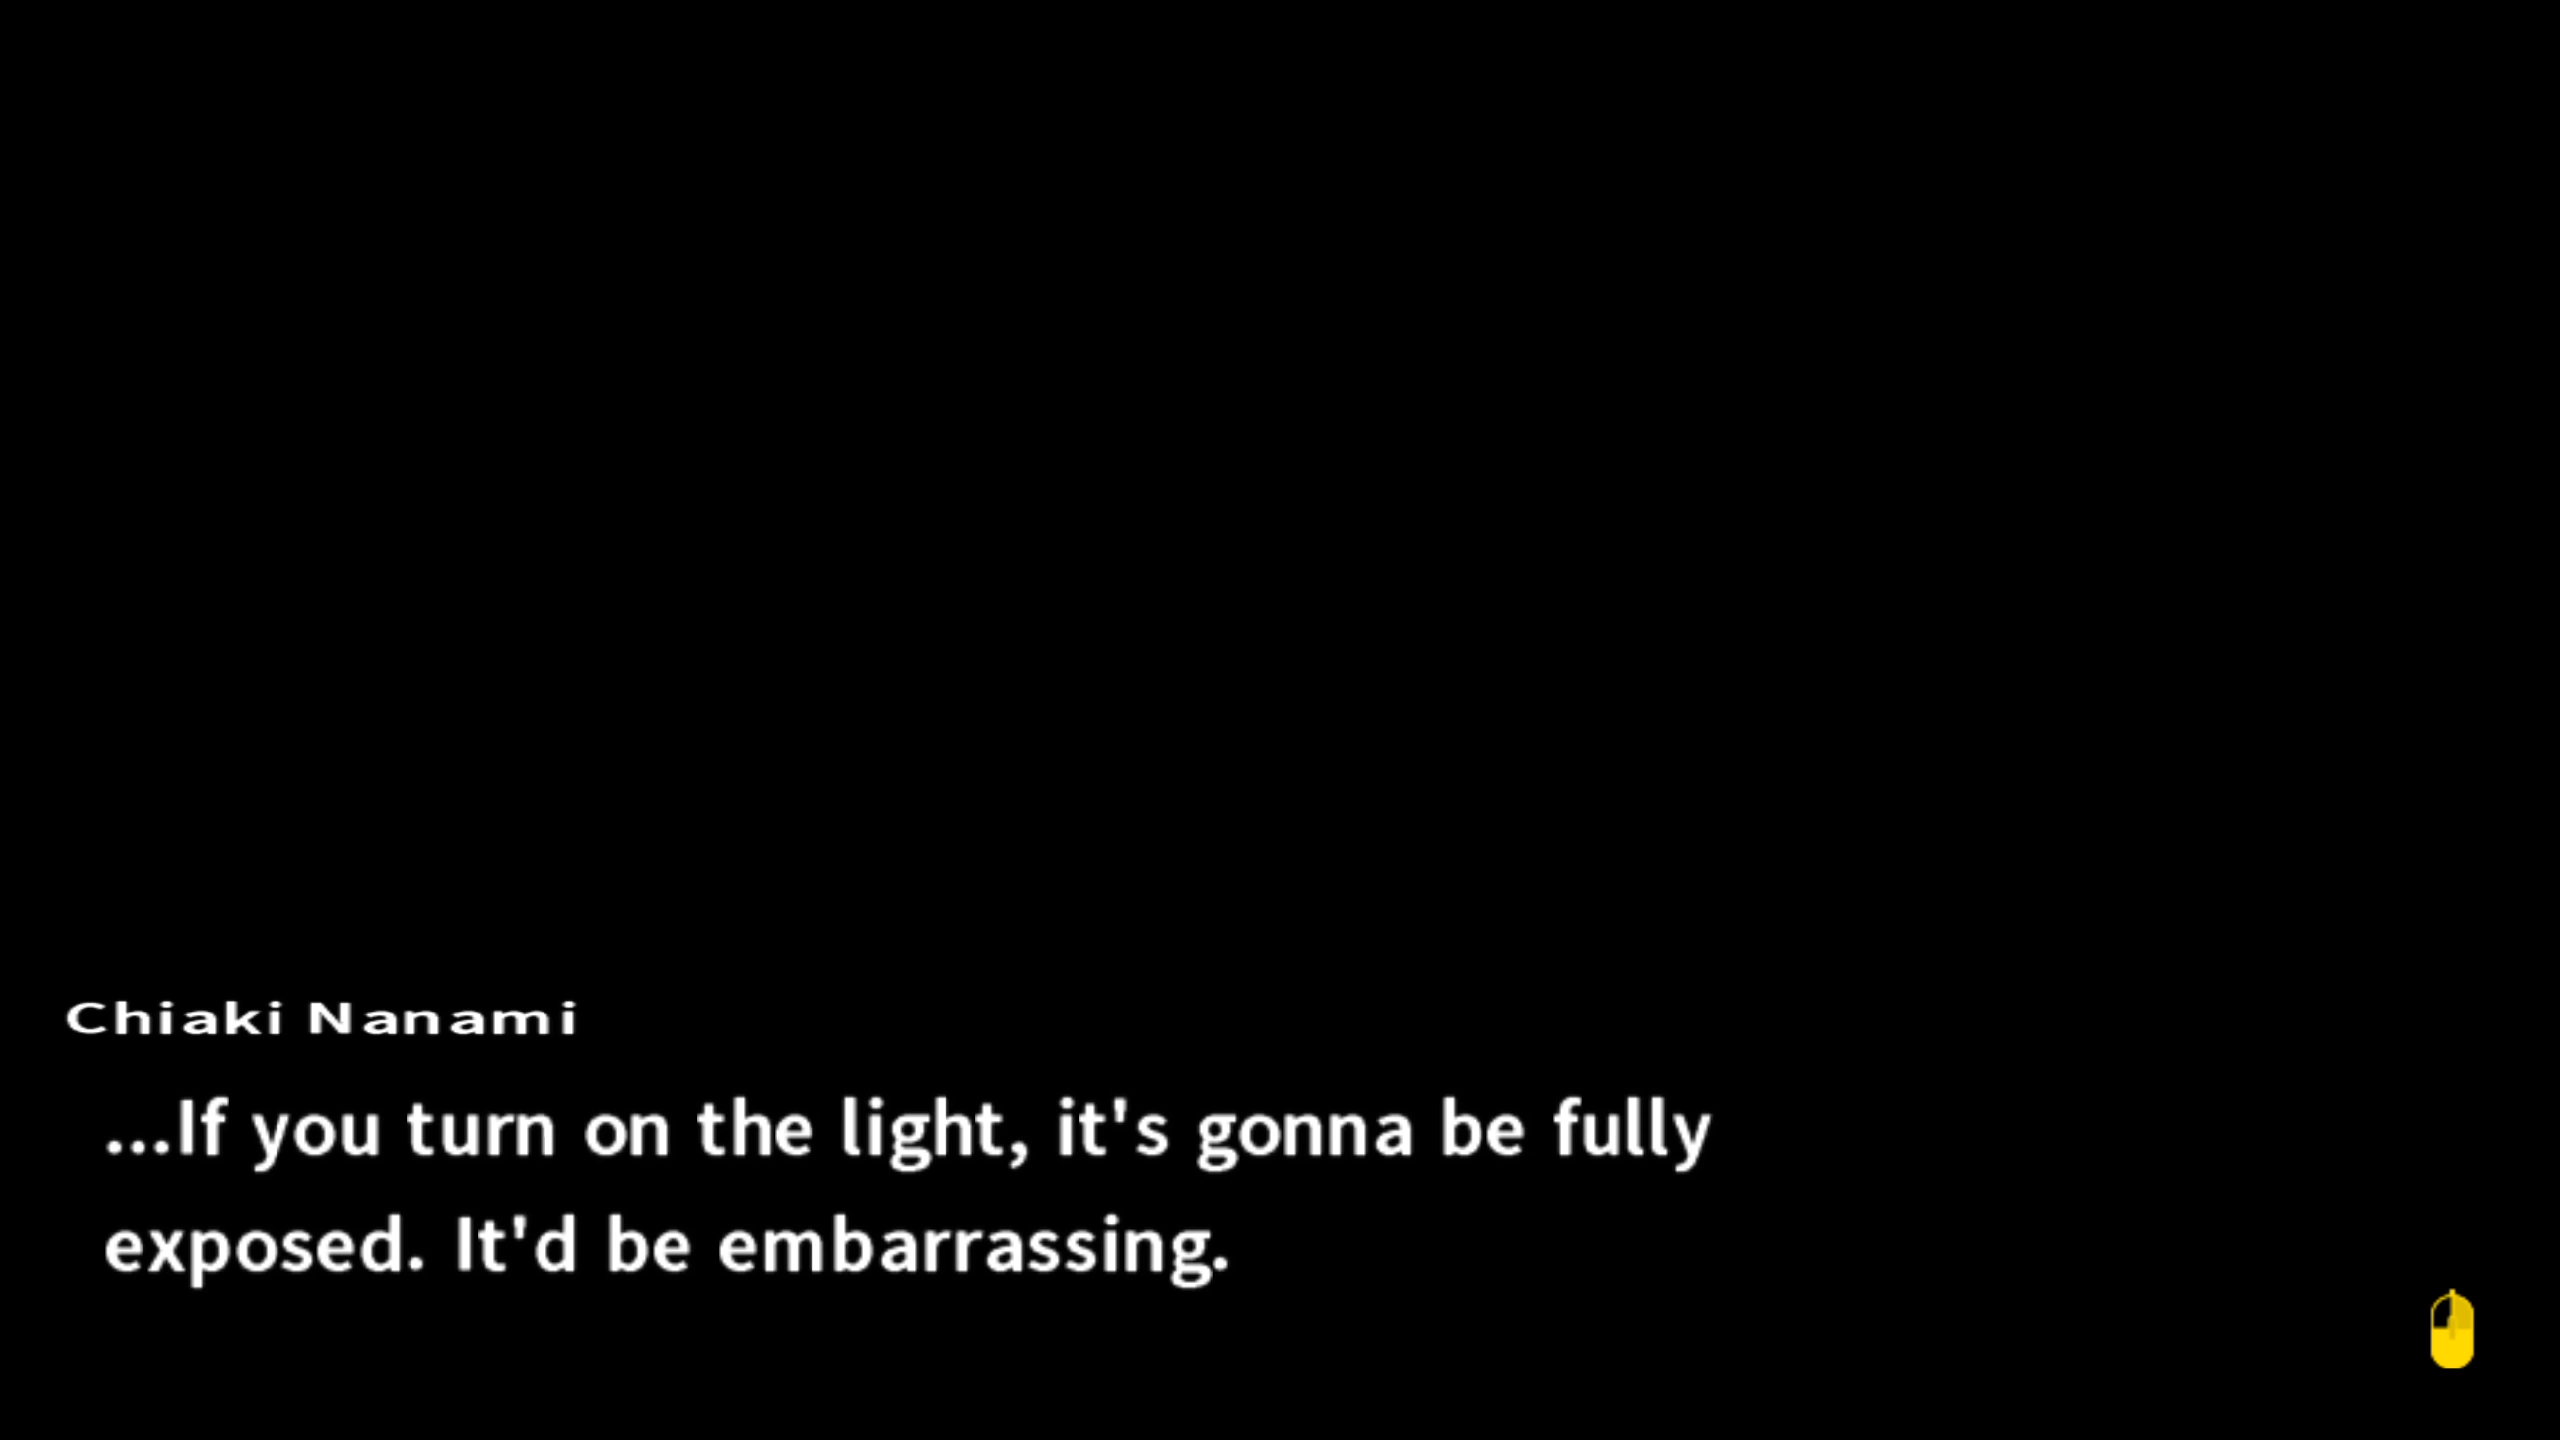 Chiaki Nanami
...If you turn on the light, it's gonna be fully
exposed. It'd be embarrassing.